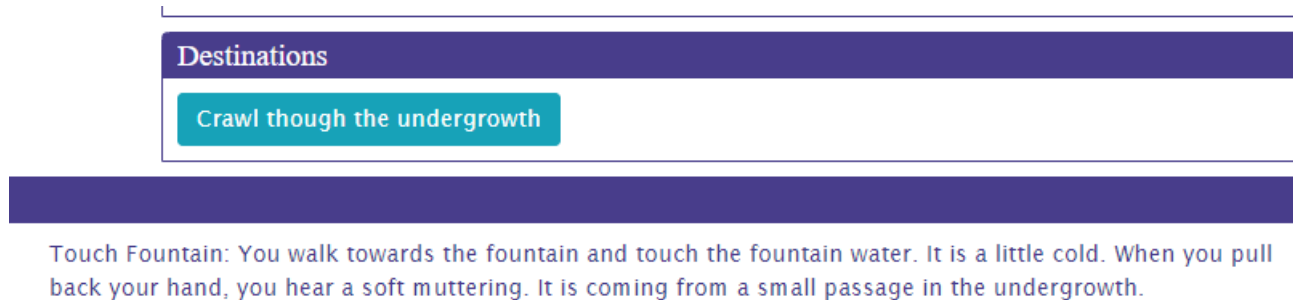 Destinations
Crawl though the undergrowth
Touch Fountain: You walk towards the fountain and touch the fountain water. It is a little cold. When you pull
back your hand, you hear a soft muttering. It is coming from a small passage in the undergrowth.